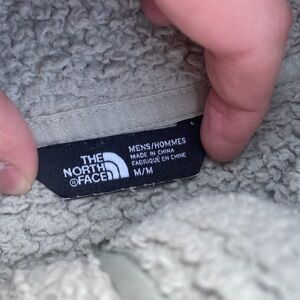 THE
NORTH
FACE
MENS/HOMMES
MADE IN CHINA
FABRIQUÉ EN CHINE
M/M